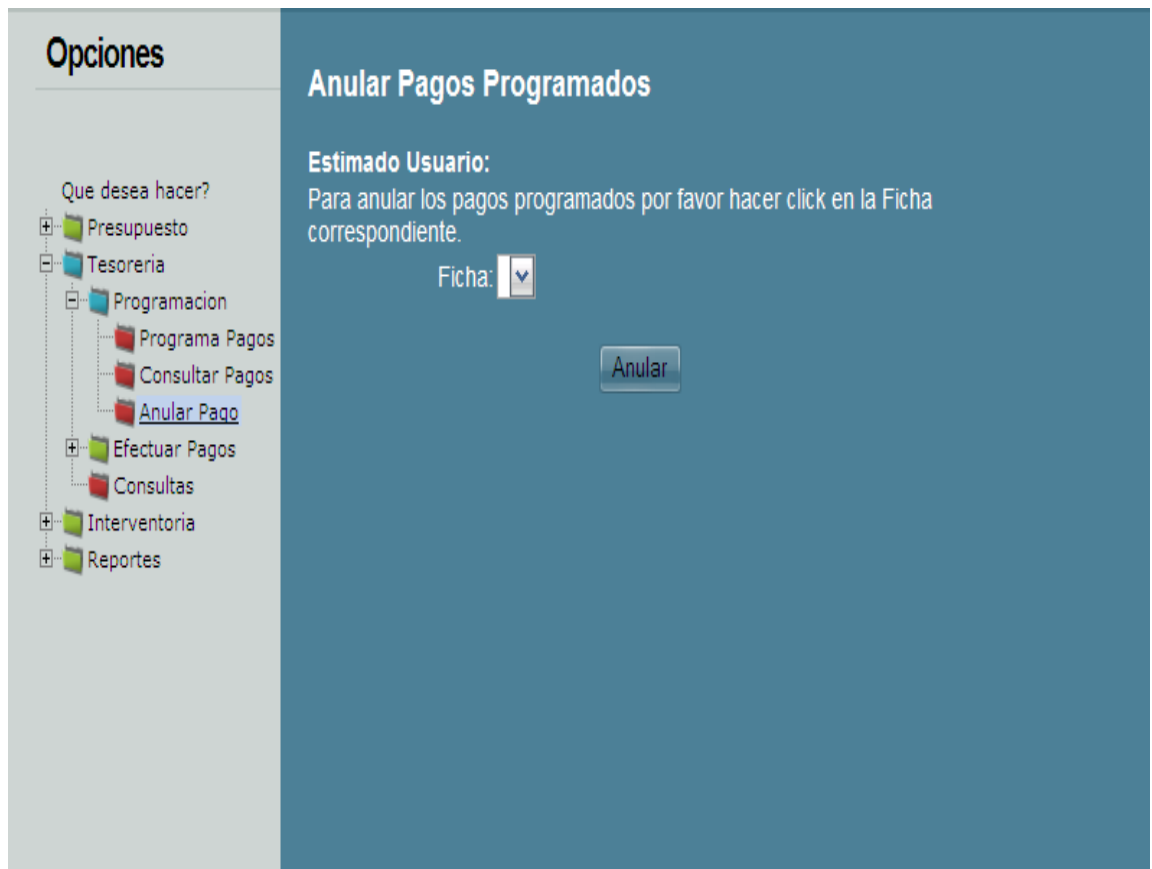 Opciones
Que desea hacer?
Presupuesto
Tesoreria
Programacion
Programa Pagos
Consultar Pagos
Anular Pago
Efectuar Pagos
Consultas
Interventoria
Reportes
Anular Pagos Programados
Estimado Usuario:
Para anular los pagos programados por favor hacer click en la Ficha
correspondiente.
Ficha:
Anular